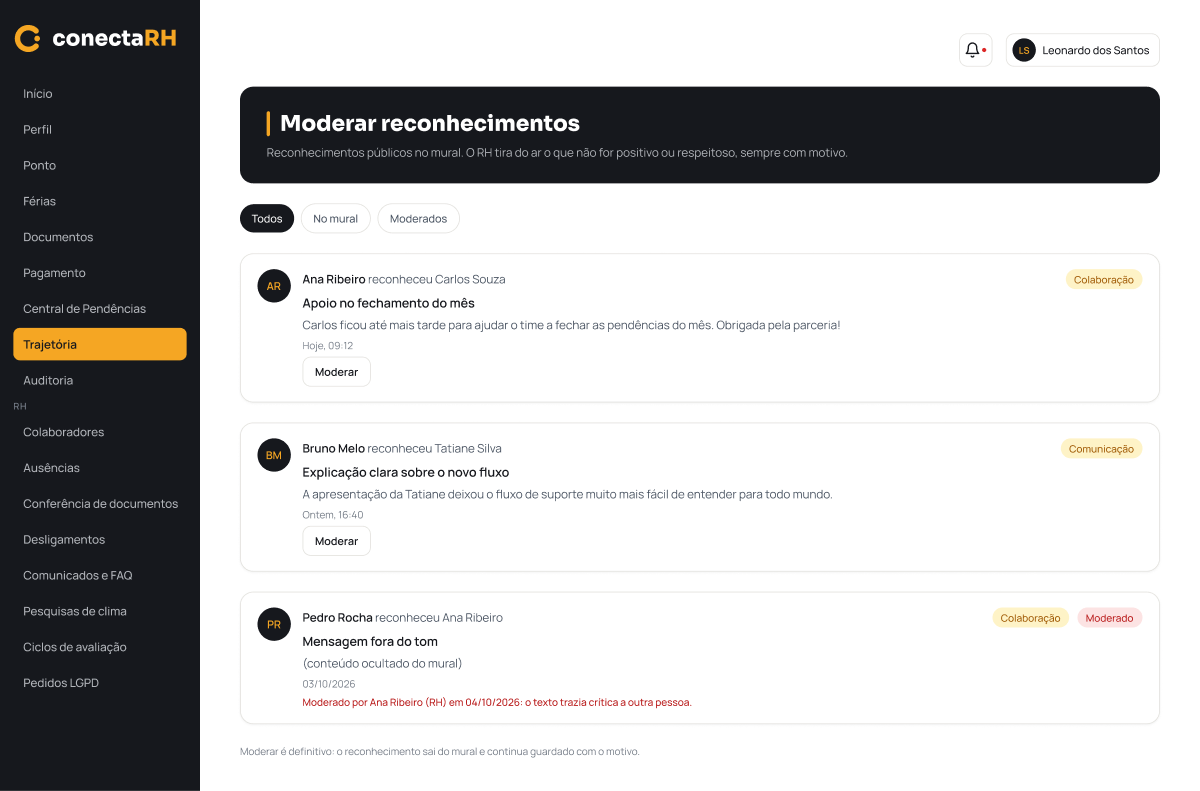 conectaRH
LS
Leonardo dos Santos
Início
Perfil
Ponto
Férias
Documentos
Pagamento
Central de Pendências
Trajetória
Auditoria
RH
Colaboradores
Ausências
Conferência de documentos
Desligamentos
Comunicados e FAQ
Pesquisas de clima
Ciclos de avaliação
Pedidos LGPD
Moderar reconhecimentos
Reconhecimentos públicos no mural. O RH tira do ar o que não for positivo ou respeitoso, sempre com motivo.
Todos
No mural
Moderados
AR
Ana Ribeiro reconheceu Carlos Souza
Colaboração
Apoio no fechamento do mês
Carlos ficou até mais tarde para ajudar o time a fechar as pendências do mês. Obrigada pela parceria!
Hoje, 09:12
Moderar
BM
Bruno Melo reconheceu Tatiane Silva
Comunicação
Explicação clara sobre o novo fluxo
A apresentação da Tatiane deixou o fluxo de suporte muito mais fácil de entender para todo mundo.
Ontem, 16:40
Moderar
PR
Pedro Rocha reconheceu Ana Ribeiro
Colaboração
Moderado
Mensagem fora do tom
(conteúdo ocultado do mural)
03/10/2026
Moderado por Ana Ribeiro (RH) em 04/10/2026: o texto trazia crítica a outra pessoa.
Moderar é definitivo: o reconhecimento sai do mural e continua guardado com o motivo.